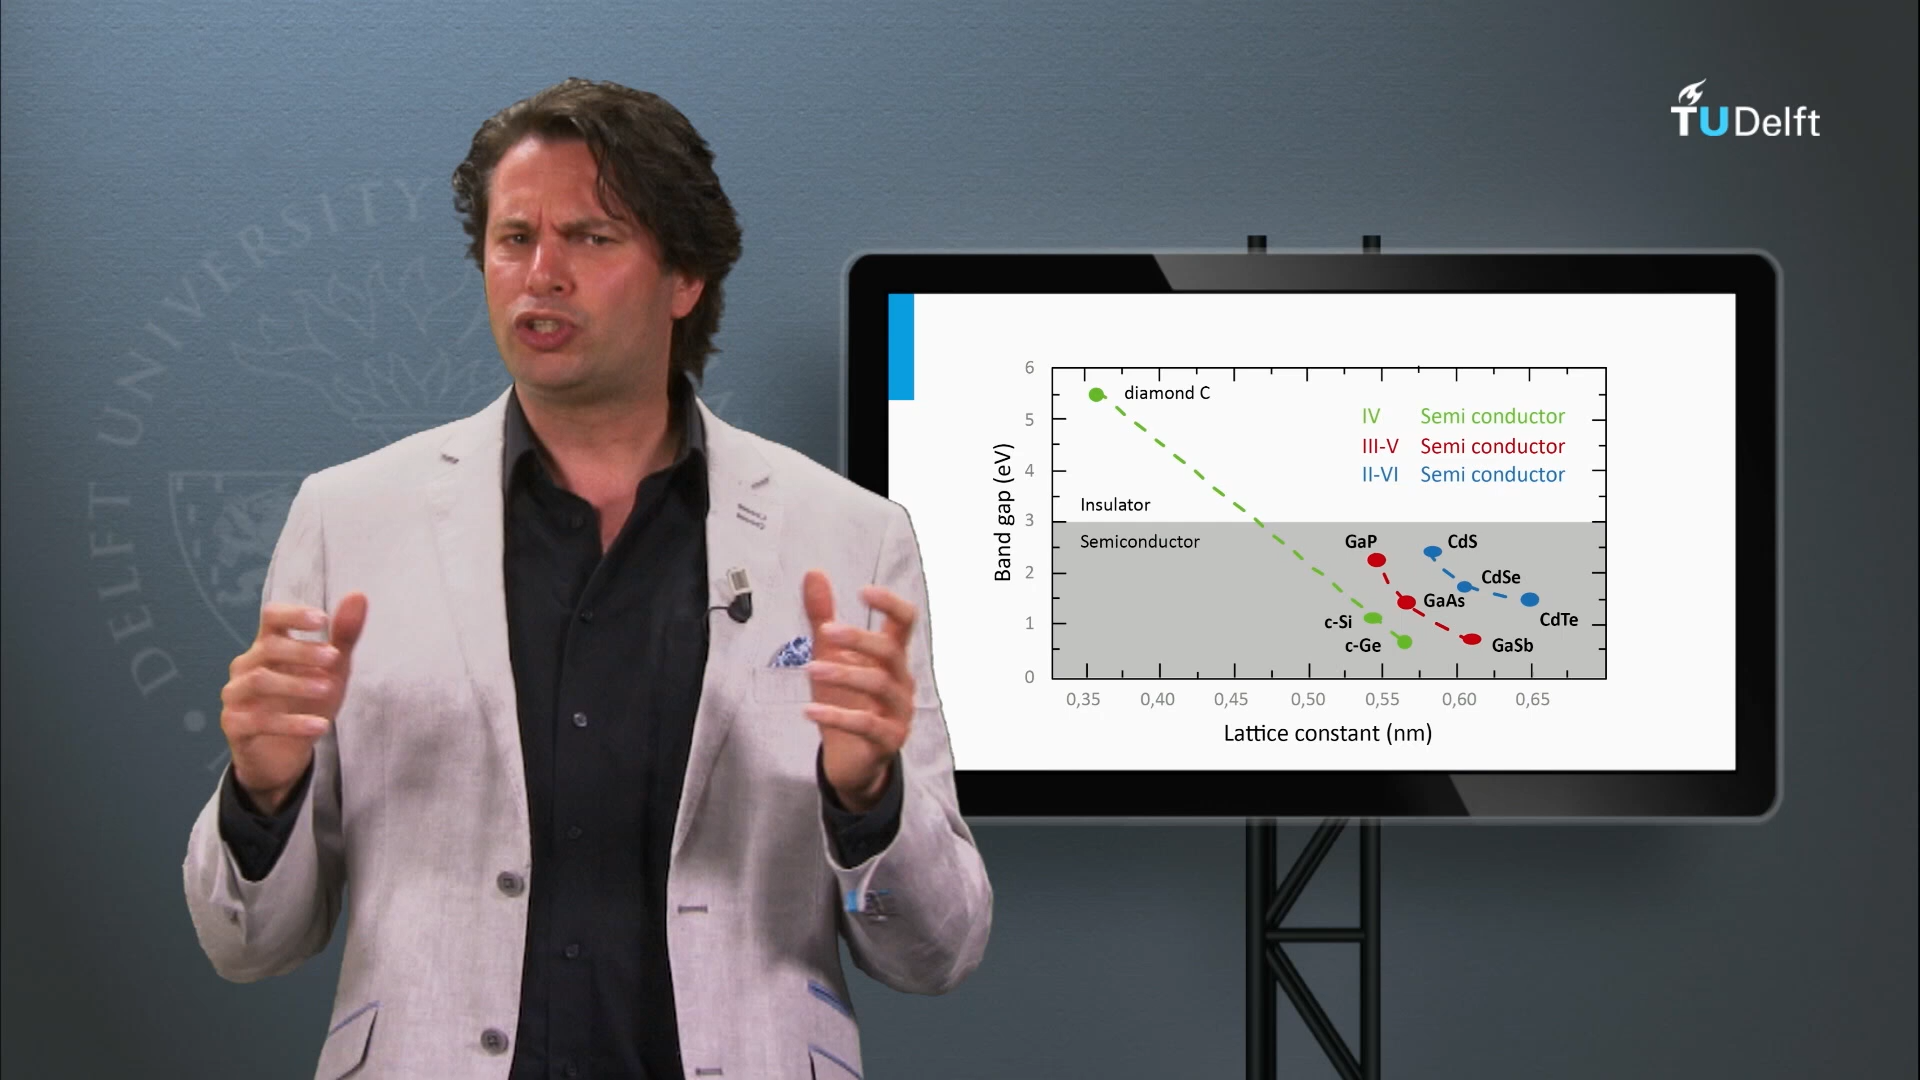 TU Delft
DELFT UNIVERSITY
6
5
4
3
2
1
0
Band gap (eV)
diamond C
IV Semi conductor
III-V Semi conductor
II-VI Semi conductor
Insulator
Semiconductor
GaP
CdS
CdSe
GaAs
CdTe
c-Si
c-Ge
GaSb
0,35 0,40 0,45 0,50 0,55 0,60 0,65
Lattice constant (nm)